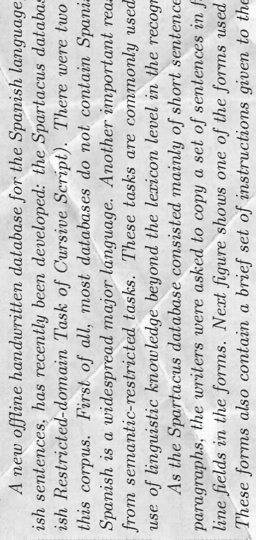 A new offline handwritten database for the Spanish language
ish sentences, has recently been developed: the Spartacus databas
ish Restricted-domain Task of Cursive Script). There were two
this corpus. First of all, most databases do not contain Spani
Spanish is a widespread major language. Another important rea
from semantic-restricted tasks. These tasks are commonly used
use of linguistic knowledge beyond the lexicon level in the recogn
As the Spartacus database consisted mainly of short sentence
paragraphs, the writers were asked to copy a set of sentences in f
line fields in the forms. Next figure shows one of the forms used
These forms also contain a brief set of instructions given to the